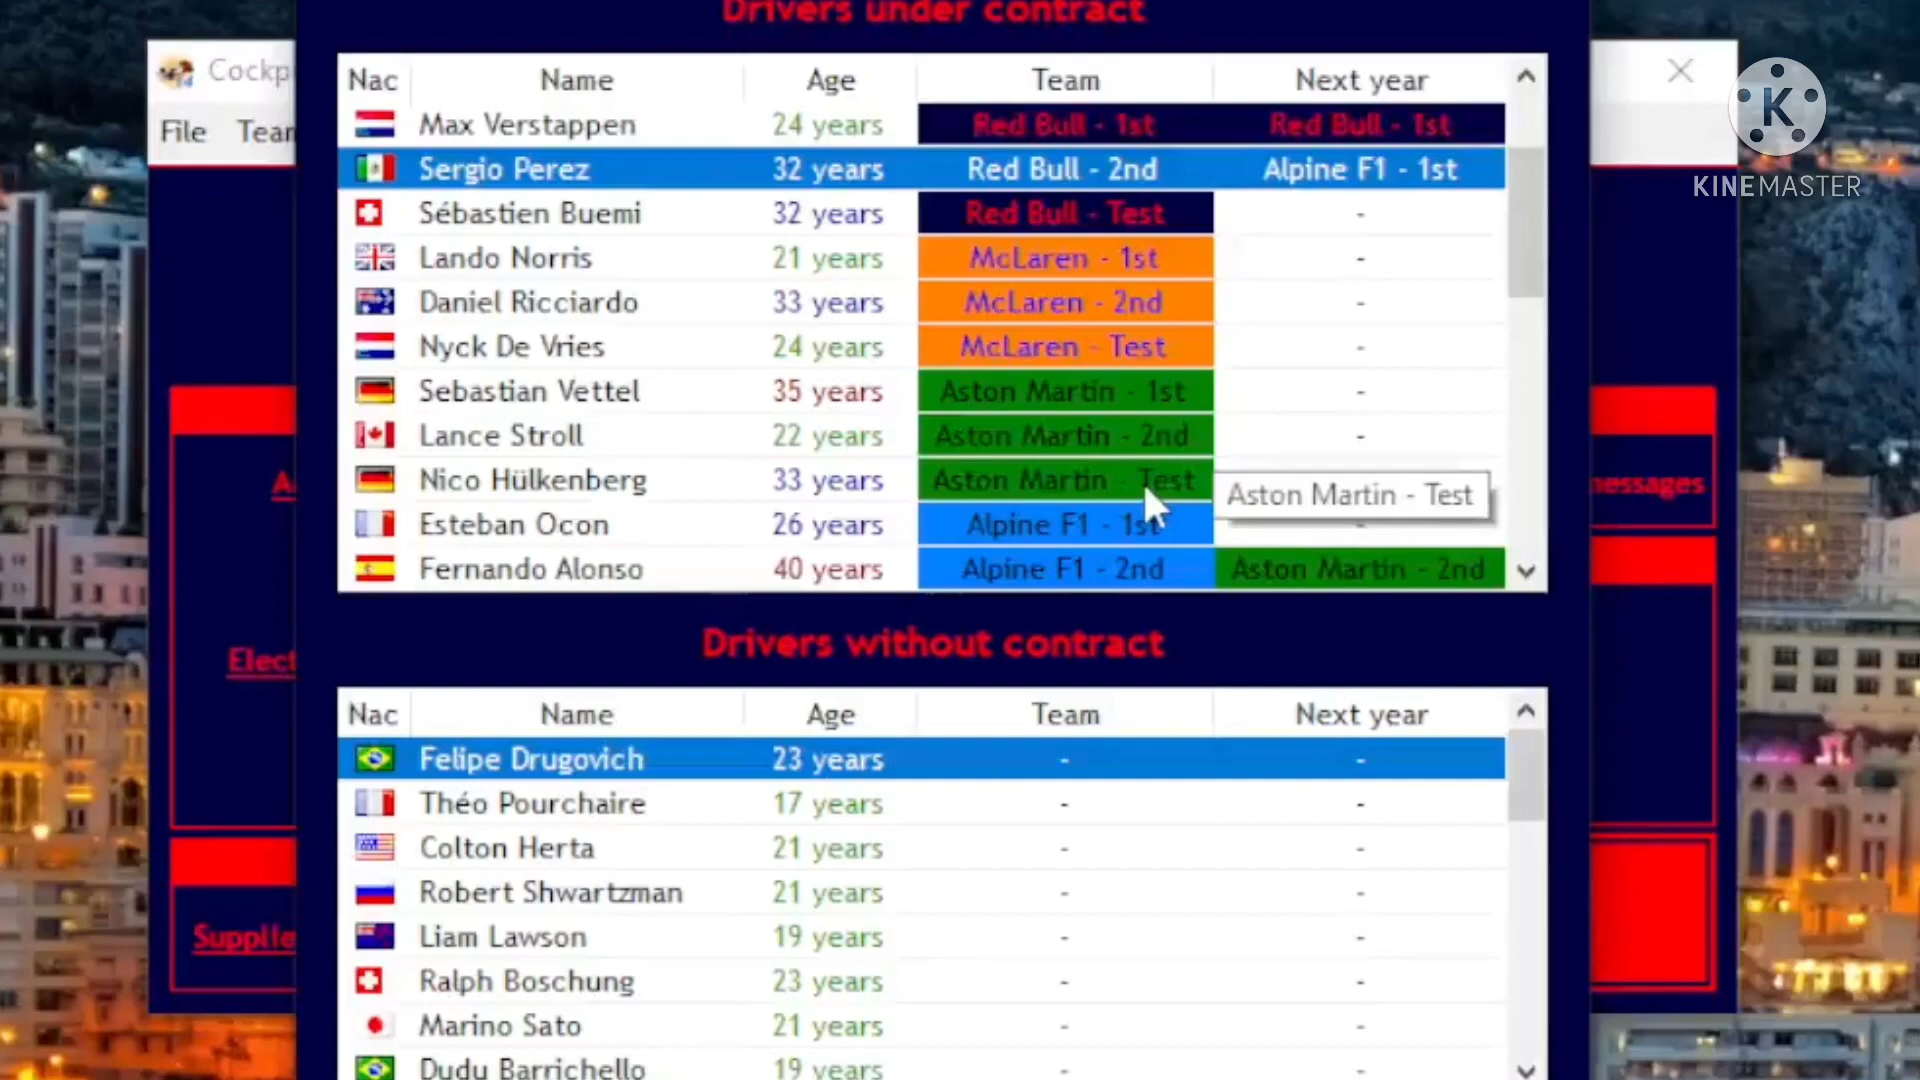 Drivers under contract
Cockp
File Tean
Nac Name Age Team Next year
Max Verstappen 24 years Red Bull - 1st Red Bull - 1st
Sergio Perez 32 years Red Bull - 2nd Alpine F1 - 1st
Sébastien Buemi 32 years Red Bull - Test -
Lando Norris 21 years McLaren - 1st -
Daniel Ricciardo 33 years McLaren - 2nd -
Nyck De Vries 24 years McLaren - Test -
Sebastian Vettel 35 years Aston Martin - 1st -
Lance Stroll 22 years Aston Martin - 2nd -
Nico Hülkenberg 33 years Aston Martin - Test
Aston Martin - Test
Esteban Ocon 26 years Alpine F1 - 1st -
Fernando Alonso 40 years Alpine F1 - 2nd Aston Martin - 2nd
Drivers without contract
Nac Name Age Team Next year
Felipe Drugovich 23 years - -
Théo Pourchaire 17 years - -
Colton Herta 21 years - -
Robert Shwartzman 21 years - -
Liam Lawson 19 years - -
Ralph Boschung 23 years - -
Marino Sato 21 years - -
Dudu Barrichello 19 years - -
Elect
Supplie
messages
K
KINEMASTER